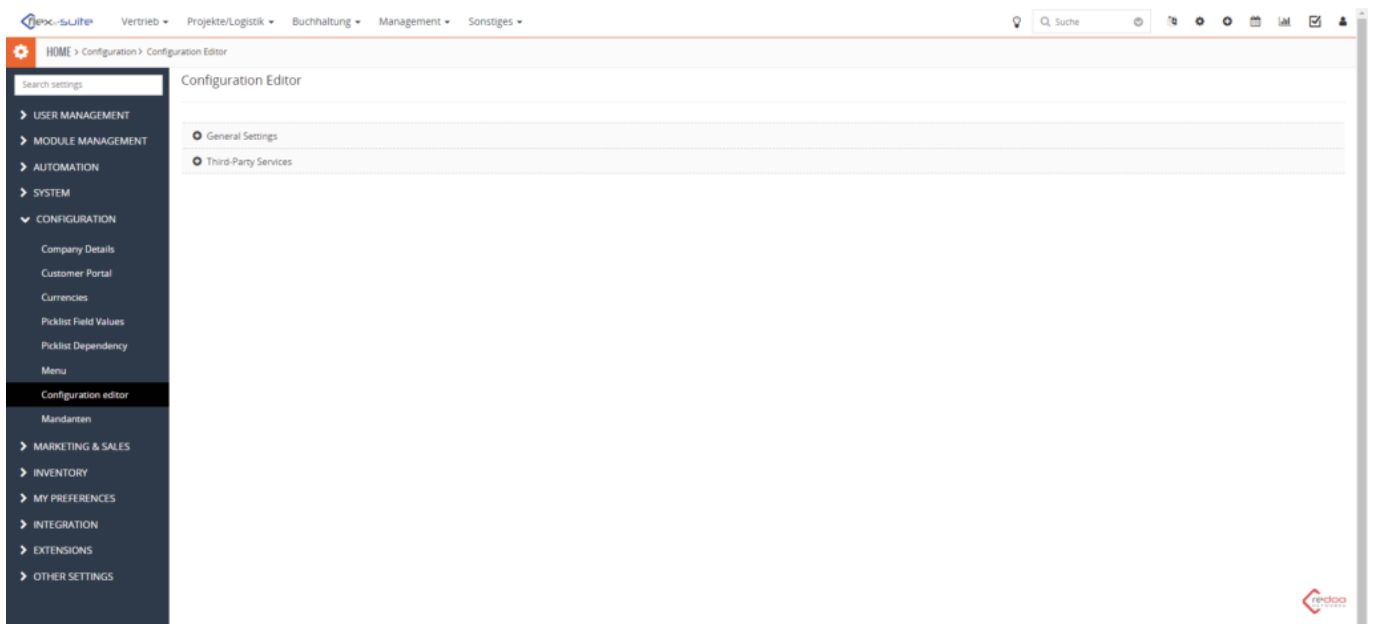 flex-suite Vertrieb Projekte/Logistik Buchhaltung Management Sonstiges Suche
HOME > Configuration > Configuration Editor
Search settings
Configuration Editor
USER MANAGEMENT
MODULE MANAGEMENT
General Settings
AUTOMATION
Third-Party Services
SYSTEM
CONFIGURATION
Company Details
Customer Portal
Currencies
Picklist Field Values
Picklist Dependency
Menu
Configuration editor
Mandanten
MARKETING & SALES
INVENTORY
MY PREFERENCES
INTEGRATION
EXTENSIONS
OTHER SETTINGS
redoo
NETWORKS